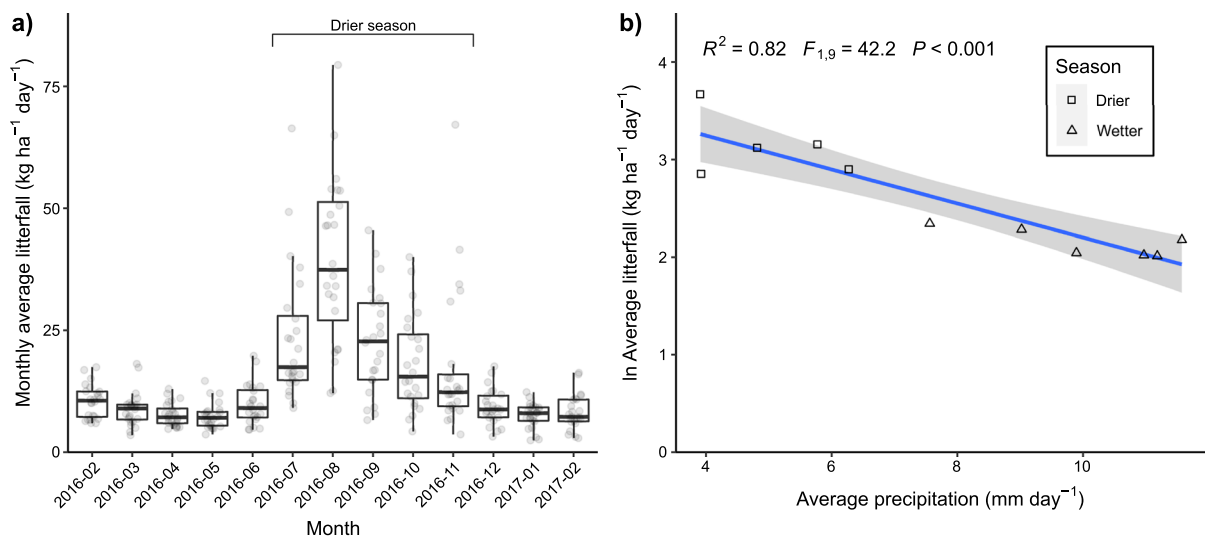 a)
Drier season
Monthly average litterfall (kg ha⁻¹ day⁻¹)
75
50
25
0
2016-02
2016-03
2016-04
2016-05
2016-06
2016-07
2016-08
2016-09
2016-10
2016-11
2016-12
2017-01
2017-02
Month
b)
R² = 0.82 F₁,₉ = 42.2 P < 0.001
Season
Drier
Wetter
ln Average litterfall (kg ha⁻¹ day⁻¹)
4
3
2
1
0
4 6 8 10
Average precipitation (mm day⁻¹)